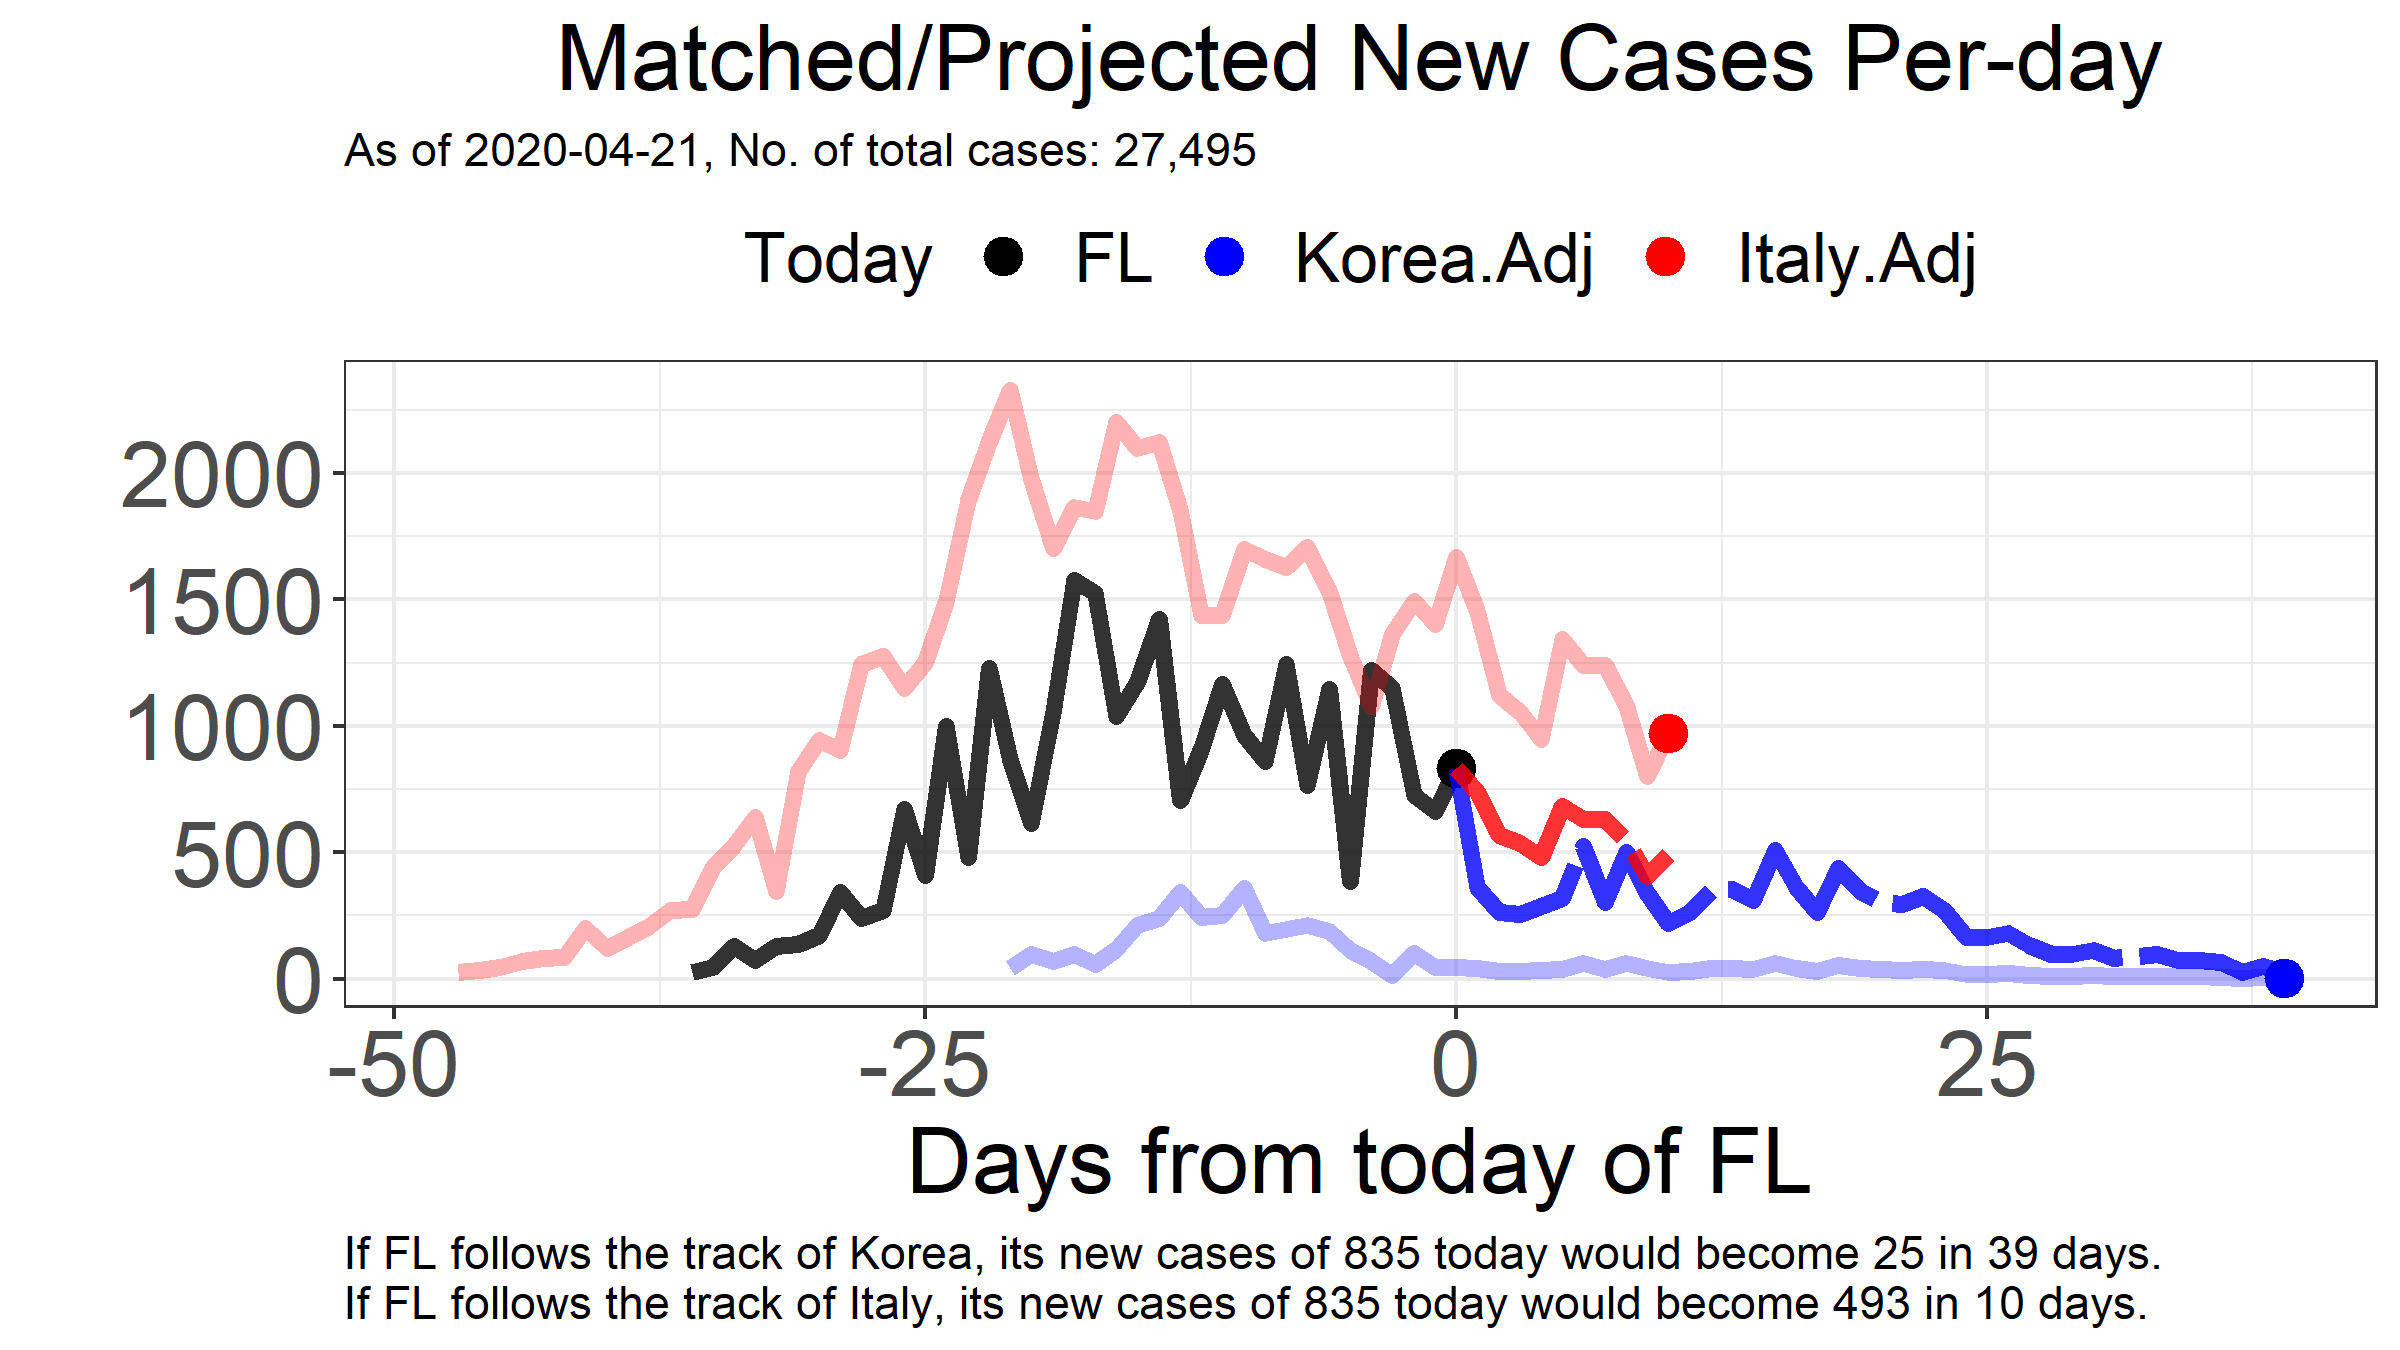 Matched/Projected New Cases Per-day
As of 2020-04-21, No. of total cases: 27,495
Today FL Korea.Adj Italy.Adj
2000
1500
1000
500
0
-50 -25 0 25
Days from today of FL
If FL follows the track of Korea, its new cases of 835 today would become 25 in 39 days.
If FL follows the track of Italy, its new cases of 835 today would become 493 in 10 days.